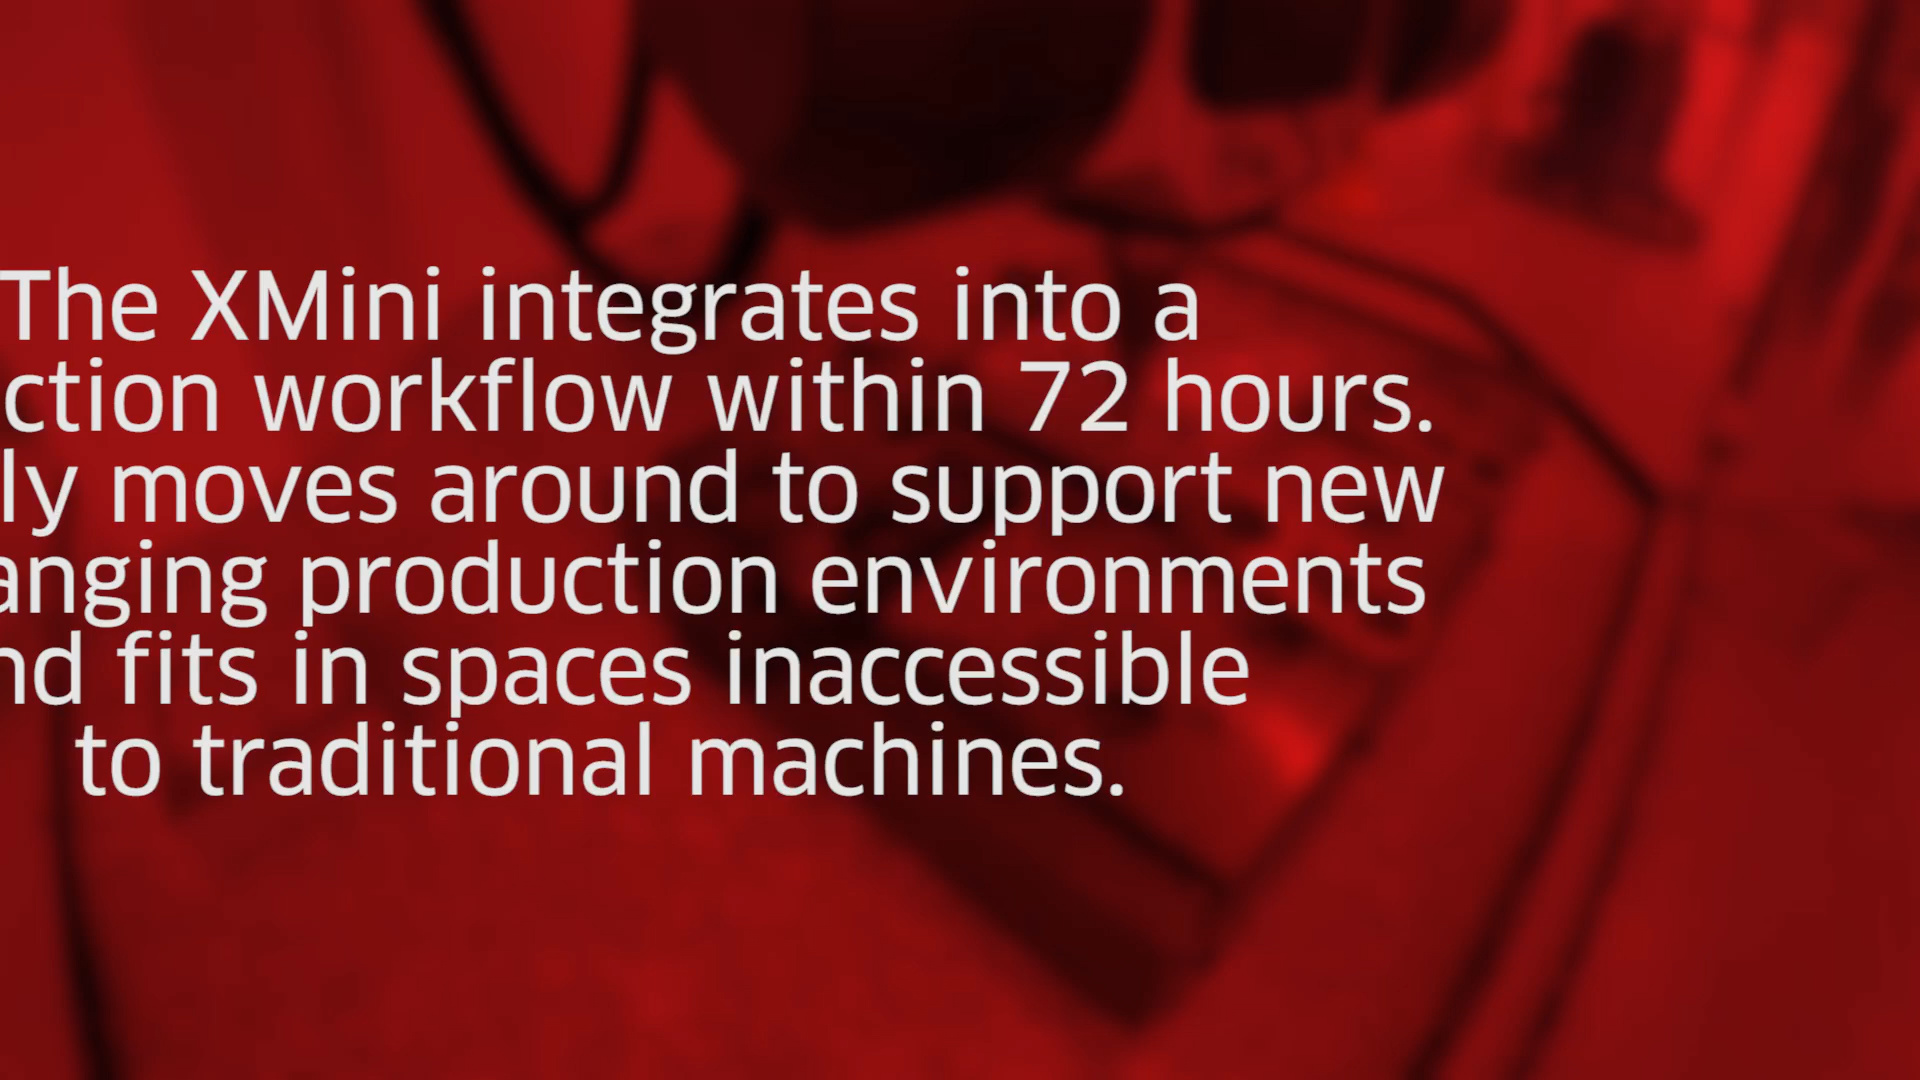 The XMini integrates into a
ction workflow within 72 hours.
ly moves around to support new
anging production environments
nd fits in spaces inaccessible
to traditional machines.